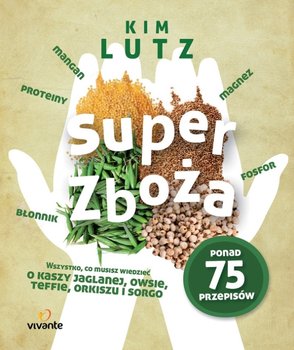 KIM
LUTZ
mangan
PROTEINY
magnez
Super
Zboża
FOSFOR
BŁONNIK
Wszystko, co musisz wiedzieć
o kaszy jaglanej, owsie,
teffie, orkiszu i sorgo
PONAD
75
PRZEPISÓW
vivante